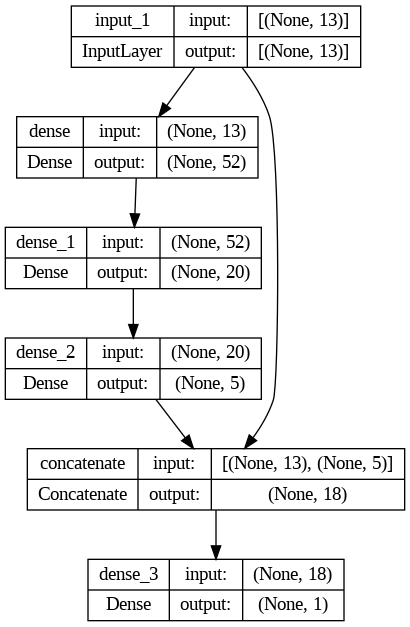 input_1 input: [(None, 13)]
InputLayer output: [(None, 13)]
dense input: (None, 13)
Dense output: (None, 52)
dense_1 input: (None, 52)
Dense output: (None, 20)
dense_2 input: (None, 20)
Dense output: (None, 5)
concatenate input: [(None, 13), (None, 5)]
Concatenate output: (None, 18)
dense_3 input: (None, 18)
Dense output: (None, 1)